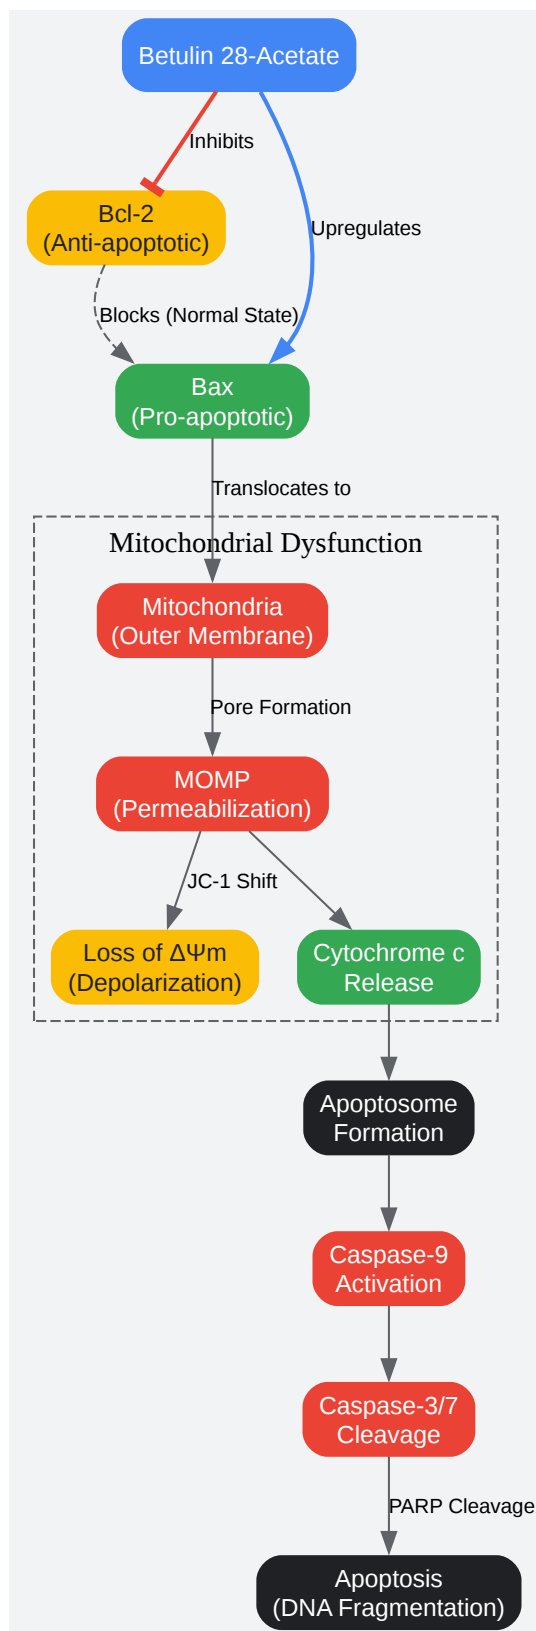 Betulin 28-Acetate
Inhibits
Bcl-2
(Anti-apoptotic)
Upregulates
Blocks (Normal State)
Bax
(Pro-apoptotic)
Translocates to
Mitochondrial Dysfunction
Mitochondria
(Outer Membrane)
Pore Formation
MOMP
(Permeabilization)
JC-1 Shift
Loss of ΔΨm
(Depolarization)
Cytochrome c
Release
Apoptosome
Formation
Caspase-9
Activation
Caspase-3/7
Cleavage
PARP Cleavage
Apoptosis
(DNA Fragmentation)